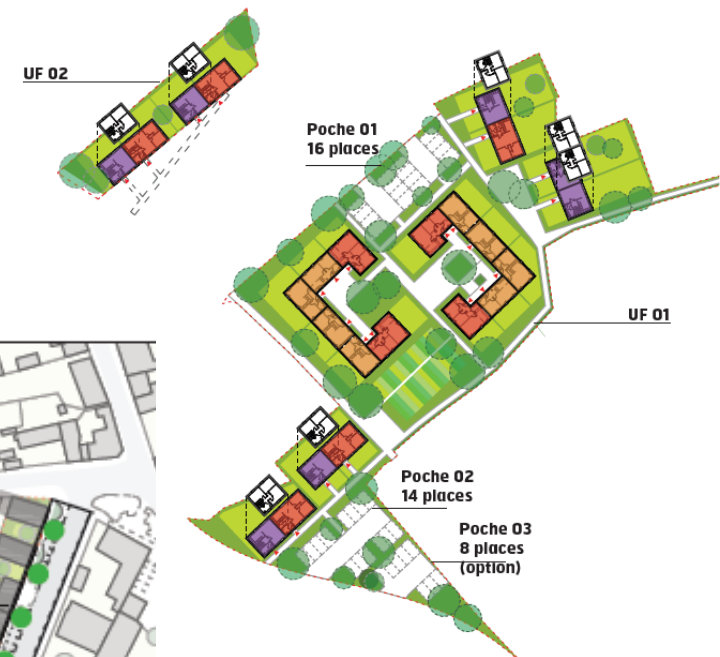 UF 02
Poche 01
16 places
UF 01
Poche 02
14 places
Poche 03
8 places
(option)